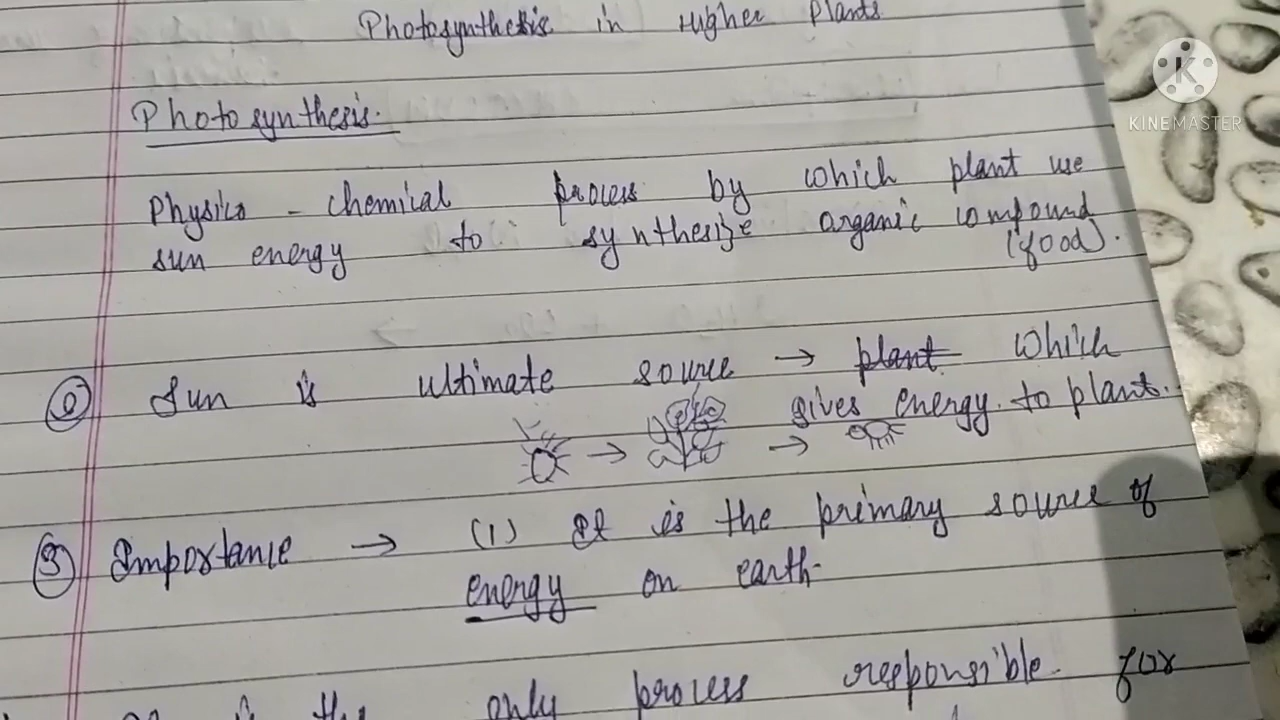 Photosynthesis in Higher Plants
Photosynthesis.
Physico - chemical process by which plant use
sun energy to synthesize organic compound
(food).
Sun is ultimate source → plant which
gives energy. to plant.
Importance → (1) It is the primary source of
energy on earth.
only process responsible for
KINEMASTER